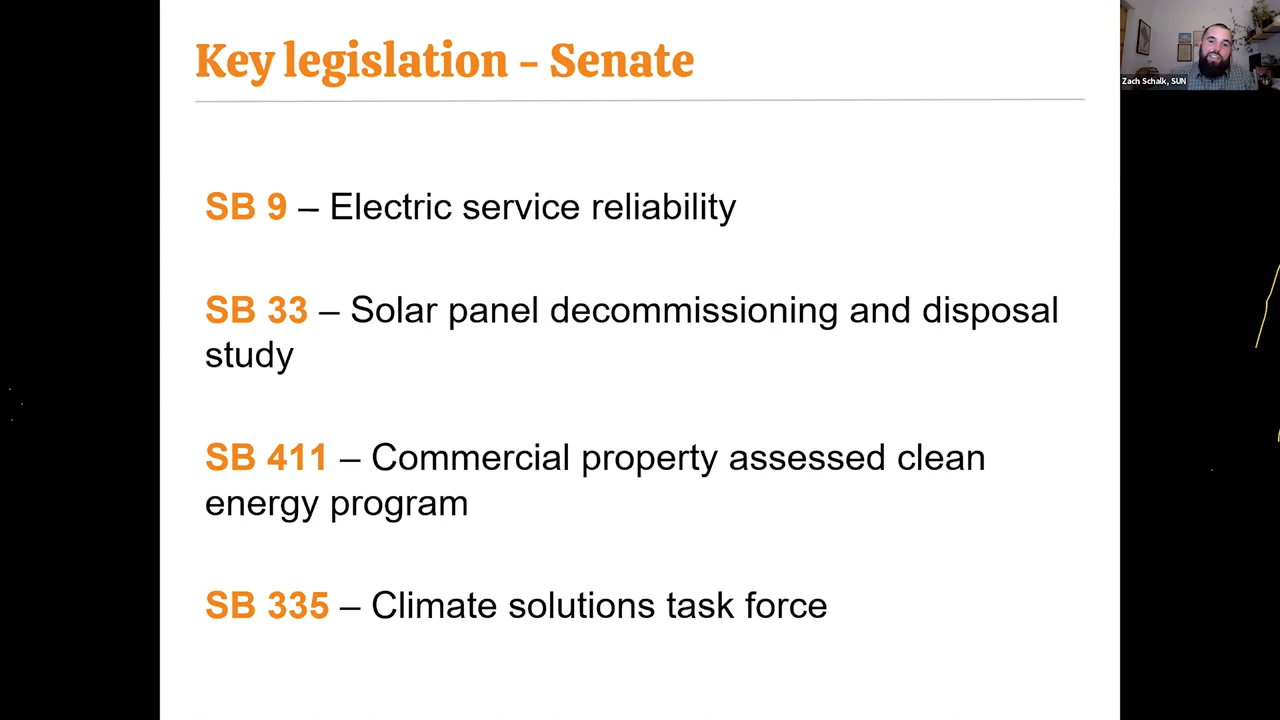 Key legislation – Senate
Zach Schalk, SUN
SB 9 – Electric service reliability
SB 33 – Solar panel decommissioning and disposal
study
SB 411 – Commercial property assessed clean
energy program
SB 335 – Climate solutions task force